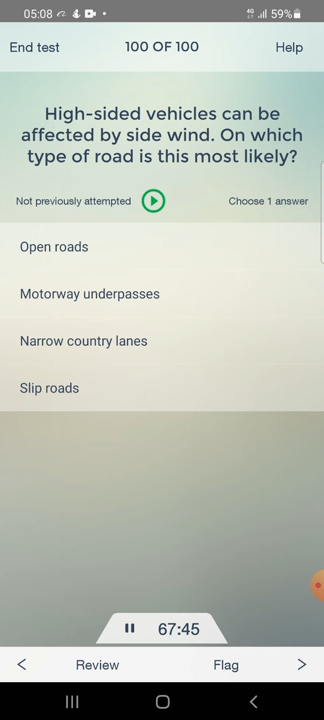 05:08 4G 59%
End test 100 OF 100 Help
High-sided vehicles can be
affected by side wind. On which
type of road is this most likely?
Not previously attempted Choose 1 answer
Open roads
Motorway underpasses
Narrow country lanes
Slip roads
67:45
Review Flag